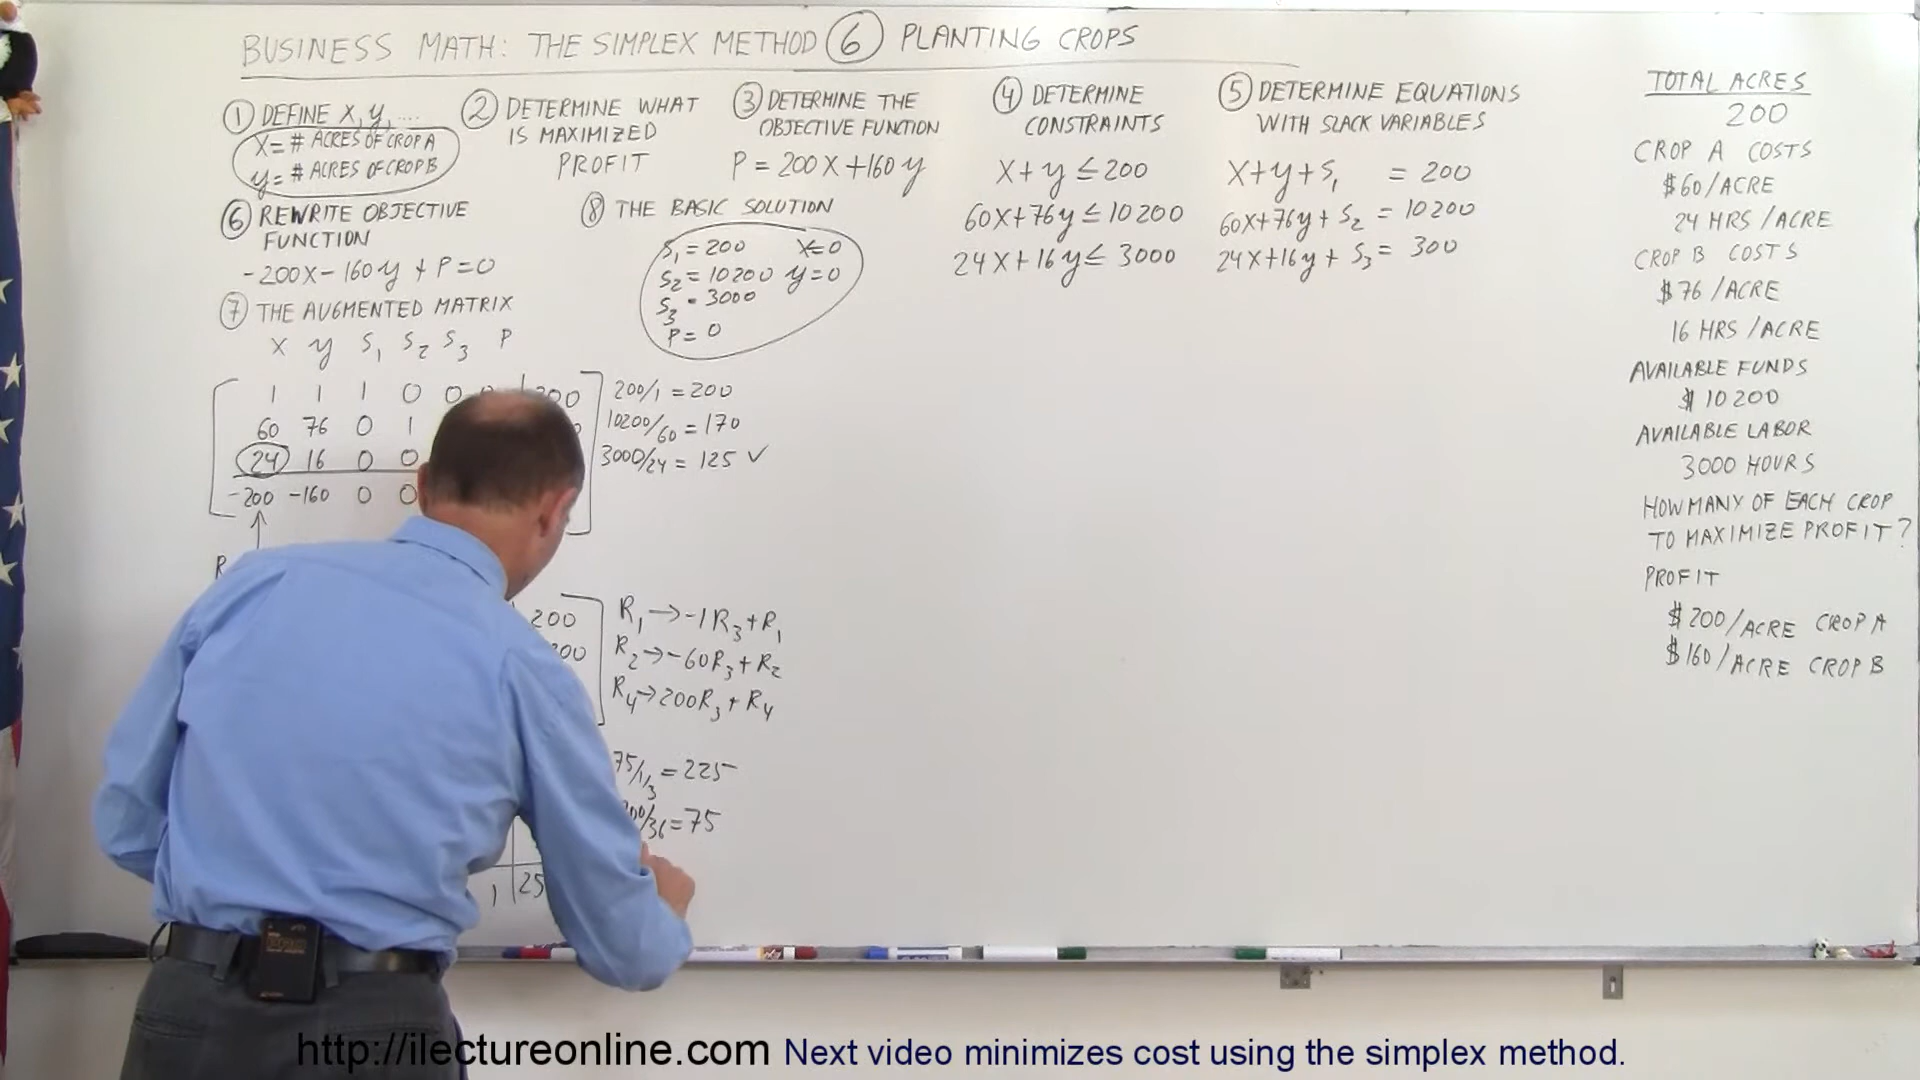 BUSINESS MATH: THE SIMPLEX METHOD ⑥ PLANTING CROPS
① DEFINE X, y, ....
X = # ACRES OF CROP A
y = # ACRES OF CROP B
② DETERMINE WHAT
IS MAXIMIZED
PROFIT
③ DETERMINE THE
OBJECTIVE FUNCTION
P = 200X + 160y
④ DETERMINE
CONSTRAINTS
X + y ≤ 200
60X + 76y ≤ 10200
24X + 16y ≤ 3000
⑤ DETERMINE EQUATIONS
WITH SLACK VARIABLES
X + y + S₁ = 200
60X + 76y + S₂ = 10200
24X + 16y + S₃ = 300
⑥ REWRITE OBJECTIVE
FUNCTION
-200X - 160y + P = 0
⑦ THE AUGMENTED MATRIX
X y S₁ S₂ S₃ P
1 1 1 0 0 200
60 76 0 1
24 16 0 0
-200 -160 0 0
200/1 = 200
10200/60 = 170
3000/24 = 125 ✓
⑧ THE BASIC SOLUTION
S₁ = 200 X = 0
S₂ = 10200 y = 0
S₃ = 3000
P = 0
R
200
200
R₁ → -1R₃ + R₁
R₂ → -60R₃ + R₂
R₄ → 200R₃ + R₄
75/1/3 = 225
/36 = 75
1 25
TOTAL ACRES
200
CROP A COSTS
$60/ACRE
24 HRS/ACRE
CROP B COSTS
$76/ACRE
16 HRS/ACRE
AVAILABLE FUNDS
$10200
AVAILABLE LABOR
3000 HOURS
HOW MANY OF EACH CROP
TO MAXIMIZE PROFIT?
PROFIT
$200/ACRE CROP A
$160/ACRE CROP B
http://ilectureonline.com Next video minimizes cost using the simplex method.